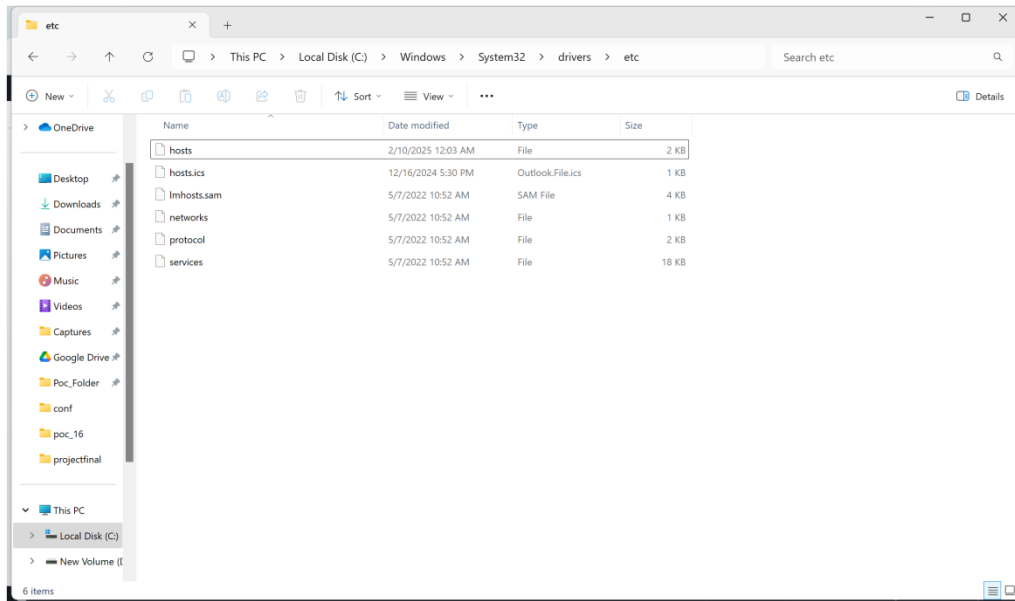 etc
This PC > Local Disk (C:) > Windows > System32 > drivers > etc
Search etc
New
Sort
View
Details
Name Date modified Type Size
hosts 2/10/2025 12:03 AM File 2 KB
hosts.ics 12/16/2024 5:30 PM Outlook.File.ics 1 KB
lmhosts.sam 5/7/2022 10:52 AM SAM File 4 KB
networks 5/7/2022 10:52 AM File 1 KB
protocol 5/7/2022 10:52 AM File 2 KB
services 5/7/2022 10:52 AM File 18 KB
OneDrive
Desktop
Downloads
Documents
Pictures
Music
Videos
Captures
Google Drive
Poc_Folder
conf
poc_16
projectfinal
This PC
Local Disk (C:)
New Volume (D
6 items